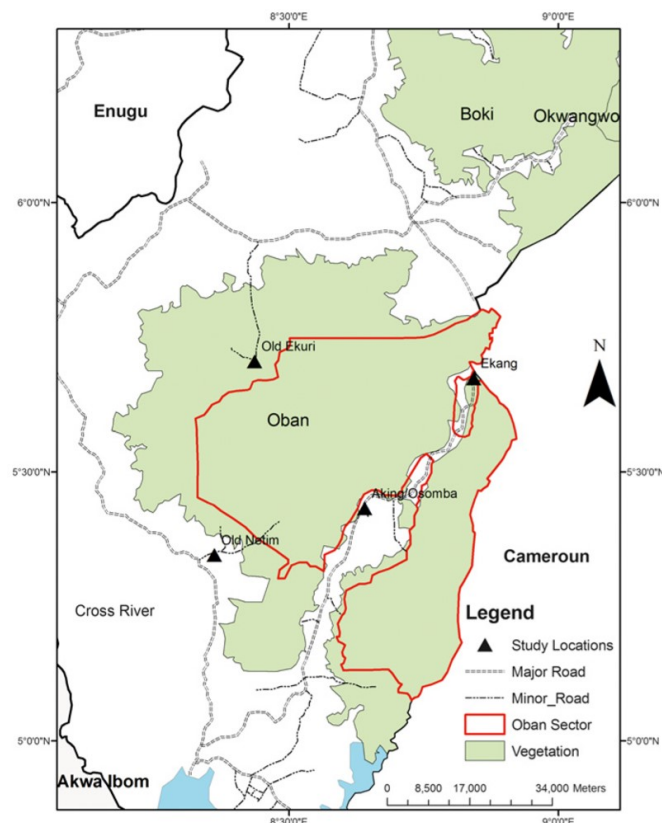 8°30'0"E
9°0'0"E
Enugu
Boki
Okwangwo
6°0'0"N
6°0'0"N
Old Ekuri
Ekang
N
Oban
5°30'0"N
5°30'0"N
Aking/Osomba
Old Netim
Cameroun
Cross River
Legend
Study Locations
Major Road
Minor_Road
Oban Sector
Vegetation
5°0'0"N
5°0'0"N
Akwa Ibom
0 8,500 17,000 34,000 Meters
8°30'0"E
9°0'0"E